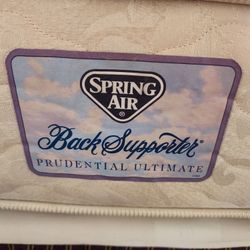 SPRING
AIR
®
Back Supporter®
PRUDENTIAL ULTIMATE